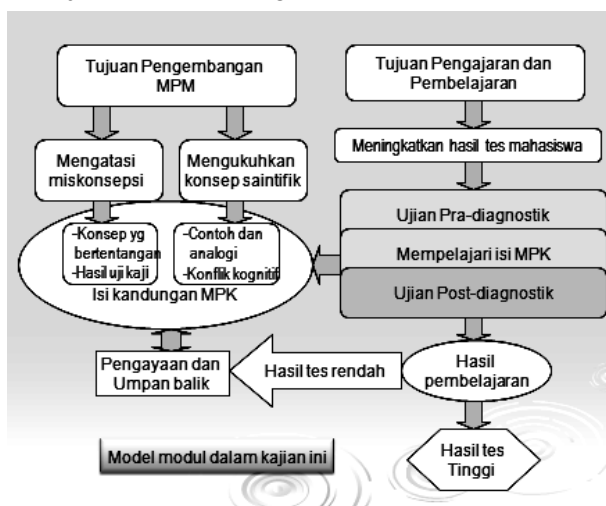 Tujuan Pengembangan
MPM
Tujuan Pengajaran dan
Pembelajaran
Mengatasi
miskonsepsi
Mengukuhkan
konsep saintifik
Meningkatkan hasil tes mahasiswa
-Konsep yg
bertentangan
-Hasil uji kaji
-Contoh dan
analogi
-Konflik kognitif
Isi kandungan MPK
Ujian Pra-diagnostik
Mempelajari isi MPK
Ujian Post-diagnostik
Pengayaan dan
Umpan balik
Hasil tes rendah
Hasil
pembelajaran
Hasil tes
Tinggi
Model modul dalam kajian ini